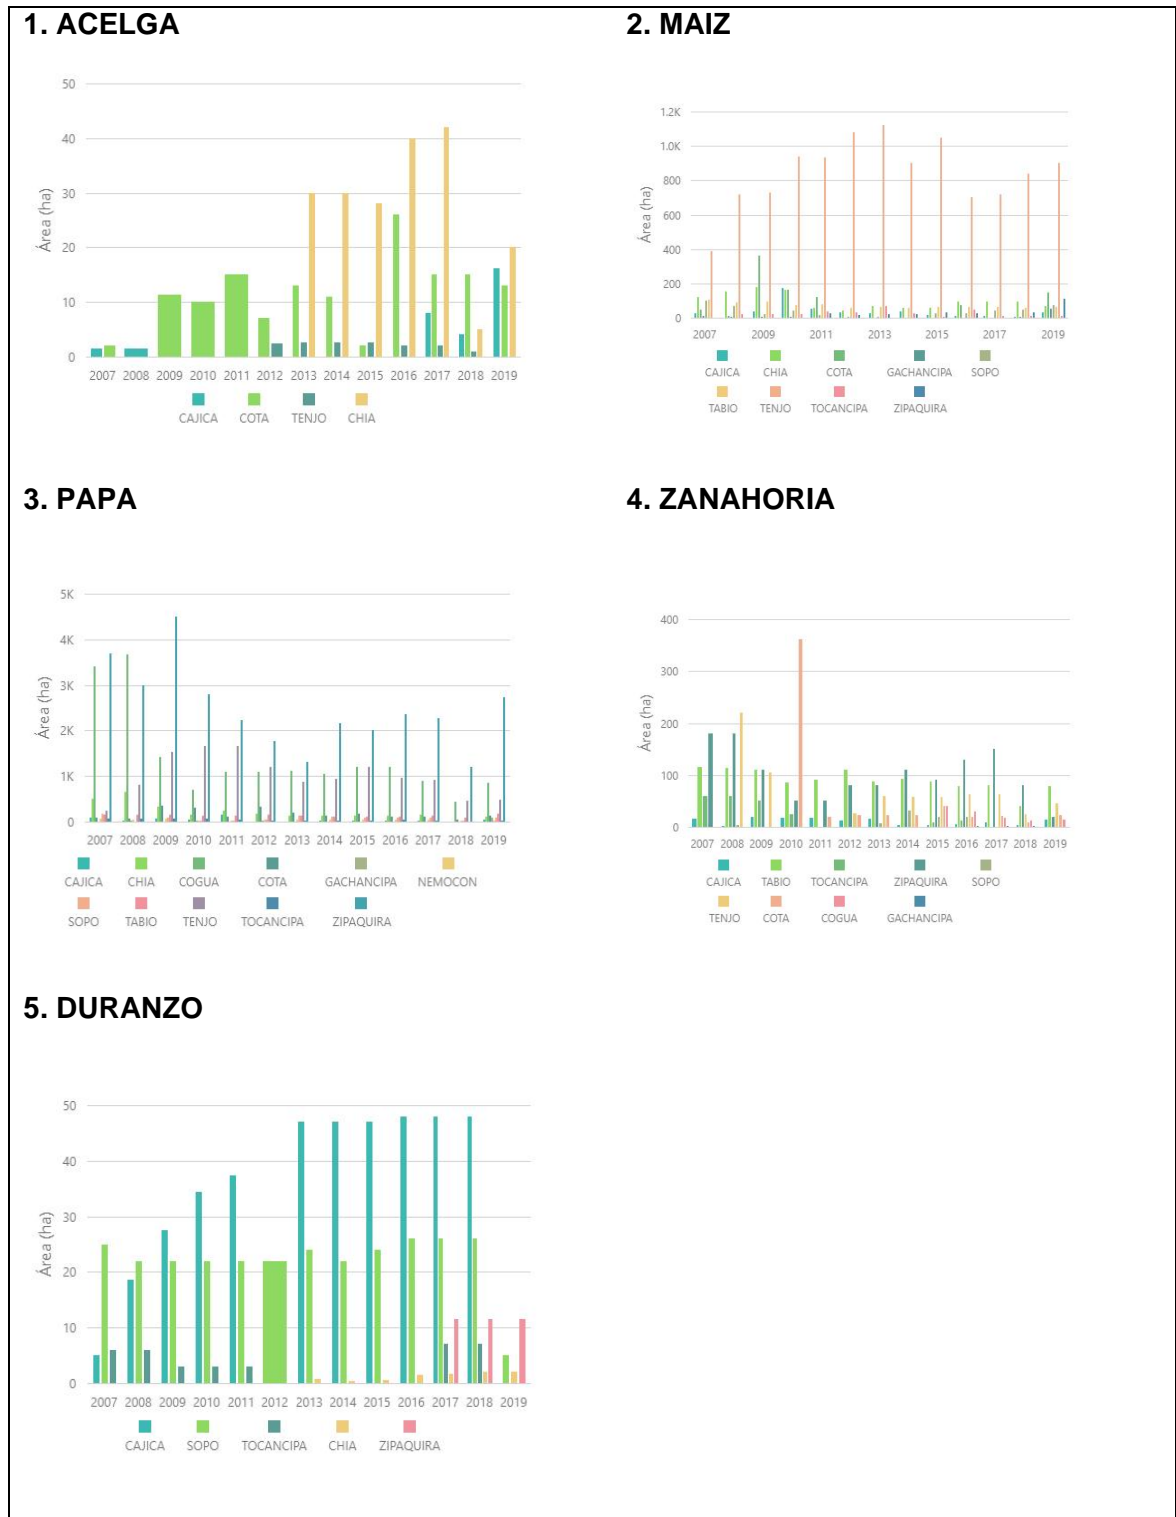 1. ACELGA
50
40
30
20
10
0
Área (ha)
2007 2008 2009 2010 2011 2012 2013 2014 2015 2016 2017 2018 2019
CAJICA COTA TENJO CHIA
2. MAIZ
1.2K
1.0K
800
600
400
200
0
Área (ha)
2007 2009 2011 2013 2015 2017 2019
CAJICA CHIA COTA GACHANCIPA SOPO
TABIO TENJO TOCANCIPA ZIPAQUIRA
3. PAPA
5K
4K
3K
2K
1K
0
Área (ha)
2007 2008 2009 2010 2011 2012 2013 2014 2015 2016 2017 2018 2019
CAJICA CHIA COGUA COTA GACHANCIPA NEMOCON
SOPO TABIO TENJO TOCANCIPA ZIPAQUIRA
4. ZANAHORIA
400
300
200
100
0
Área (ha)
2007 2008 2009 2010 2011 2012 2013 2014 2015 2016 2017 2018 2019
CAJICA TABIO TOCANCIPA ZIPAQUIRA SOPO
TENJO COTA COGUA GACHANCIPA
5. DURANZO
50
40
30
20
10
0
Área (ha)
2007 2008 2009 2010 2011 2012 2013 2014 2015 2016 2017 2018 2019
CAJICA SOPO TOCANCIPA CHIA ZIPAQUIRA